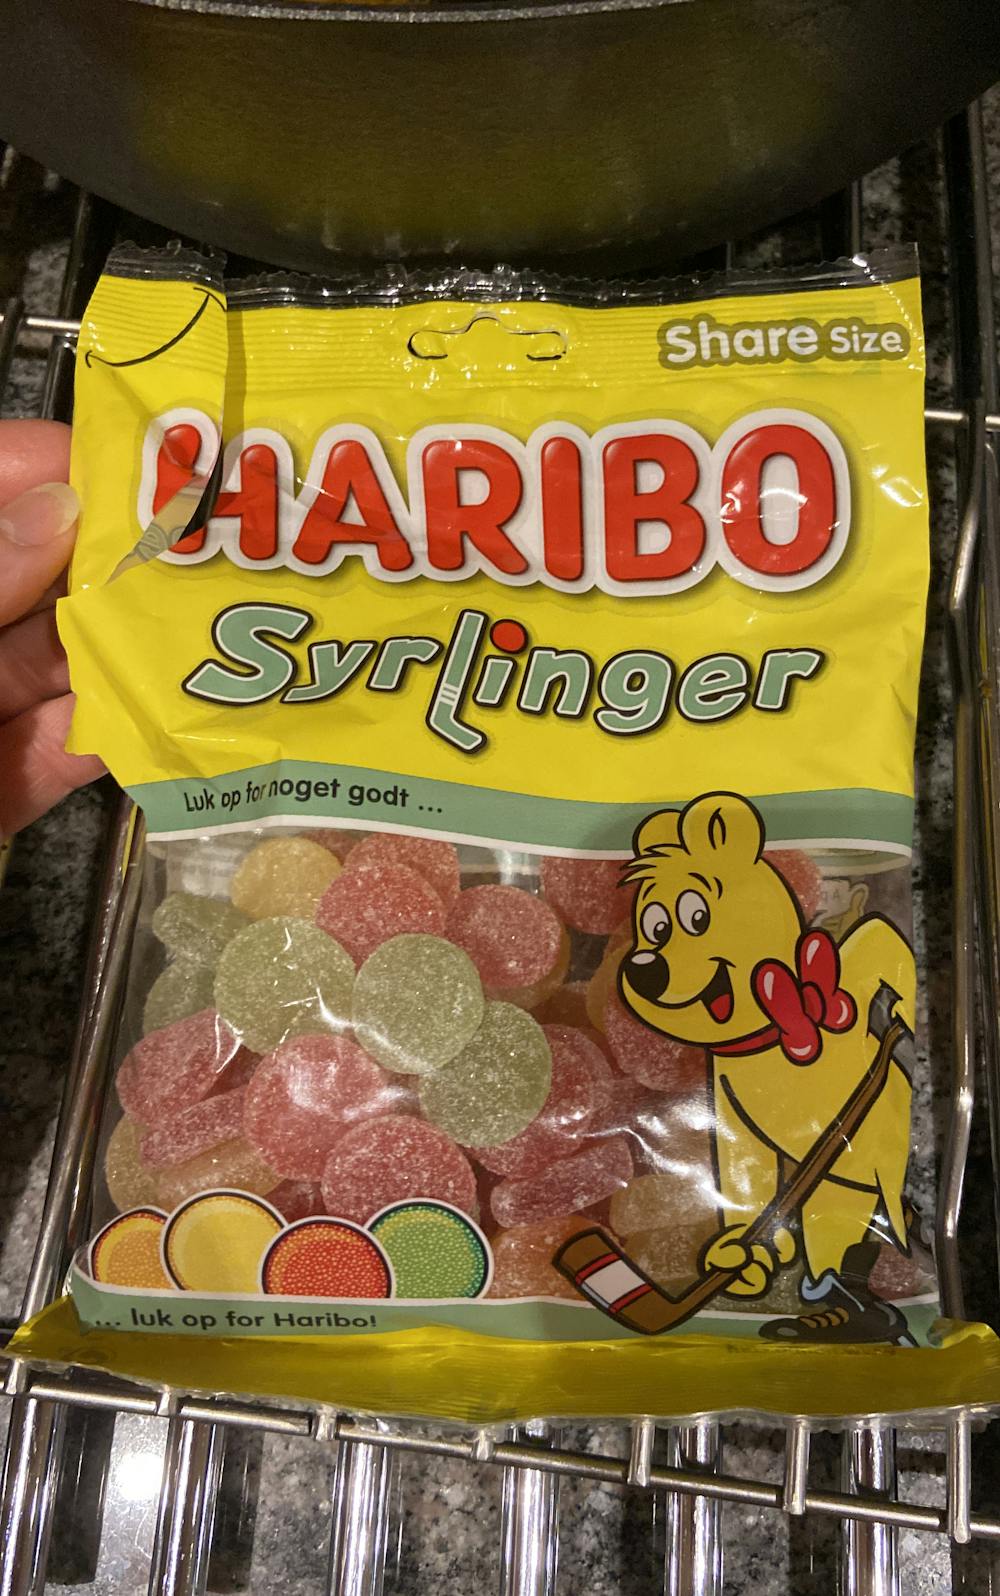 Share Size
HARIBO
Syrlinger
Luk op for noget godt ...
... luk op for Haribo!